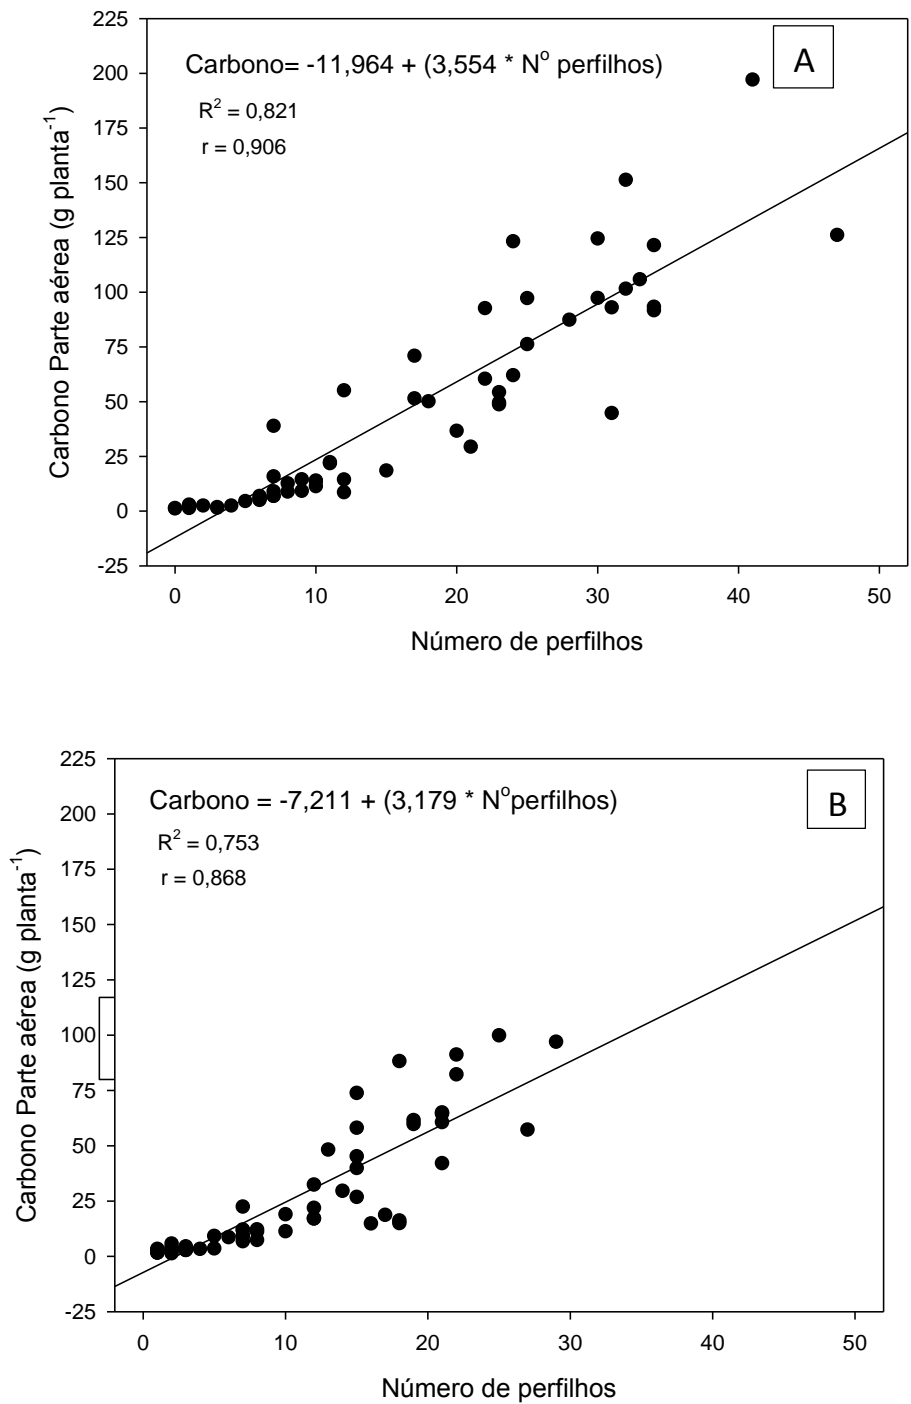 225
200
175
150
125
100
75
50
25
0
-25
Carbono Parte aérea (g planta⁻¹)
Carbono= -11,964 + (3,554 * Nº perfilhos)
R² = 0,821
r = 0,906
A
0 10 20 30 40 50
Número de perfilhos
225
200
175
150
125
100
75
50
25
0
-25
Carbono Parte aérea (g planta⁻¹)
Carbono = -7,211 + (3,179 * Nºperfilhos)
R² = 0,753
r = 0,868
B
0 10 20 30 40 50
Número de perfilhos